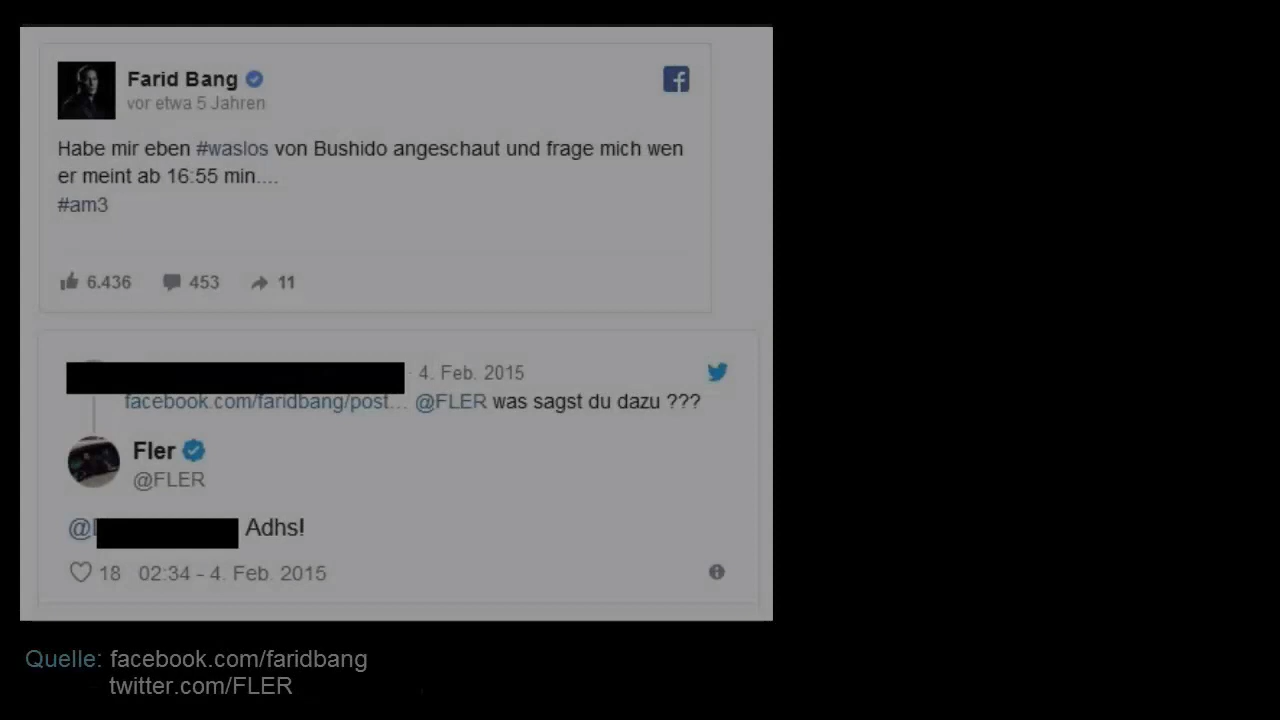 Farid Bang
vor etwa 5 Jahren
Habe mir eben #waslos von Bushido angeschaut und frage mich wen
er meint ab 16:55 min....
#am3
6.436 453 11
· 4. Feb. 2015
facebook.com/faridbang/post... @FLER was sagst du dazu ???
Fler
@FLER
@ Adhs!
18 02:34 - 4. Feb. 2015
Quelle: facebook.com/faridbang
twitter.com/FLER